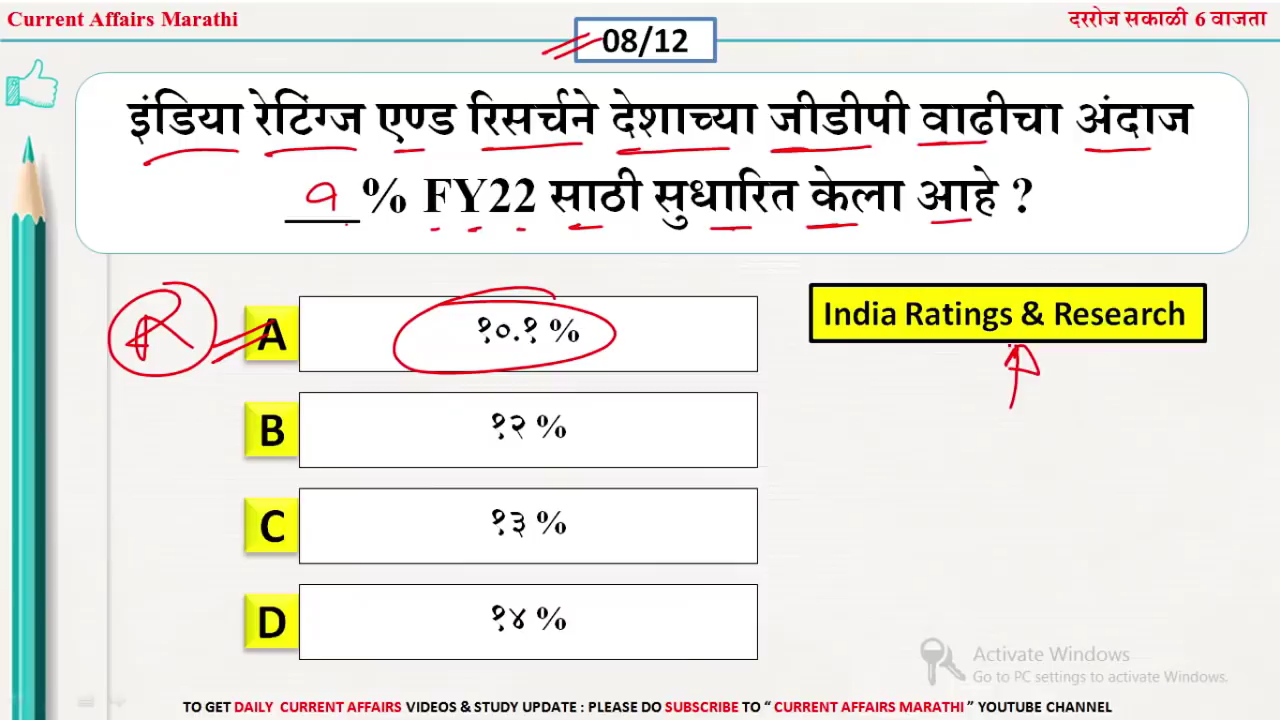 Current Affairs Marathi
दररोज सकाळी 6 वाजता
08/12
इंडिया रेटिंग्ज एण्ड रिसर्चने देशाच्या जीडीपी वाढीचा अंदाज
____% FY22 साठी सुधारित केला आहे ?
A १०.१ %
India Ratings & Research
B १२ %
C १३ %
D १४ %
Activate Windows
Go to PC settings to activate Windows.
TO GET DAILY CURRENT AFFAIRS VIDEOS & STUDY UPDATE : PLEASE DO SUBSCRIBE TO “ CURRENT AFFAIRS MARATHI ” YOUTUBE CHANNEL